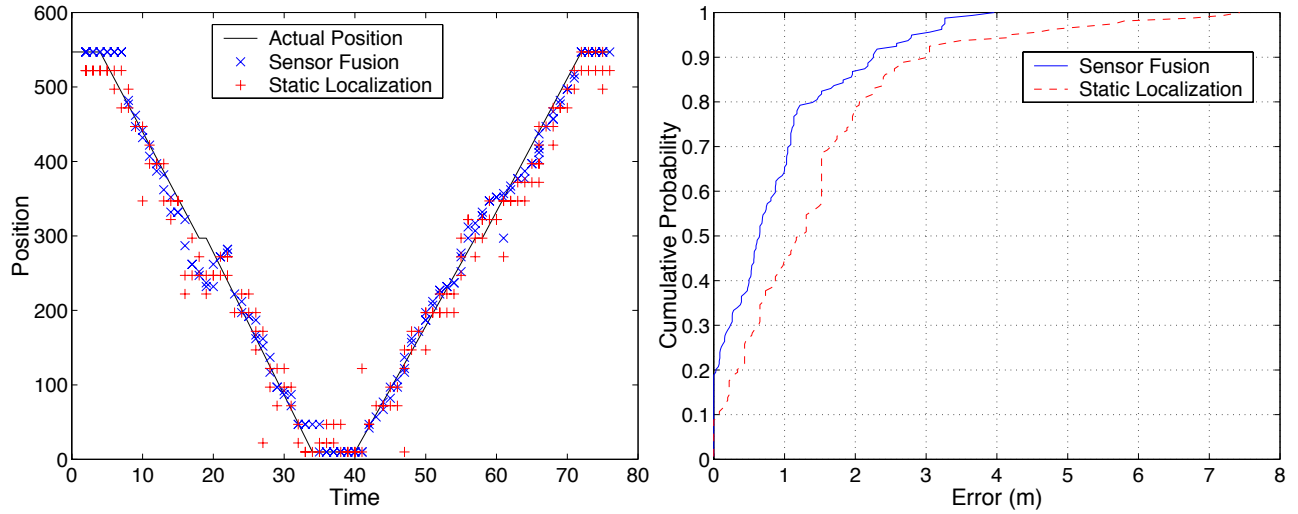 600
500
400
300
200
100
0
Position
0 10 20 30 40 50 60 70 80
Time
Actual Position
Sensor Fusion
Static Localization
1
0.9
0.8
0.7
0.6
0.5
0.4
0.3
0.2
0.1
0
Cumulative Probability
0 1 2 3 4 5 6 7 8
Error (m)
Sensor Fusion
Static Localization